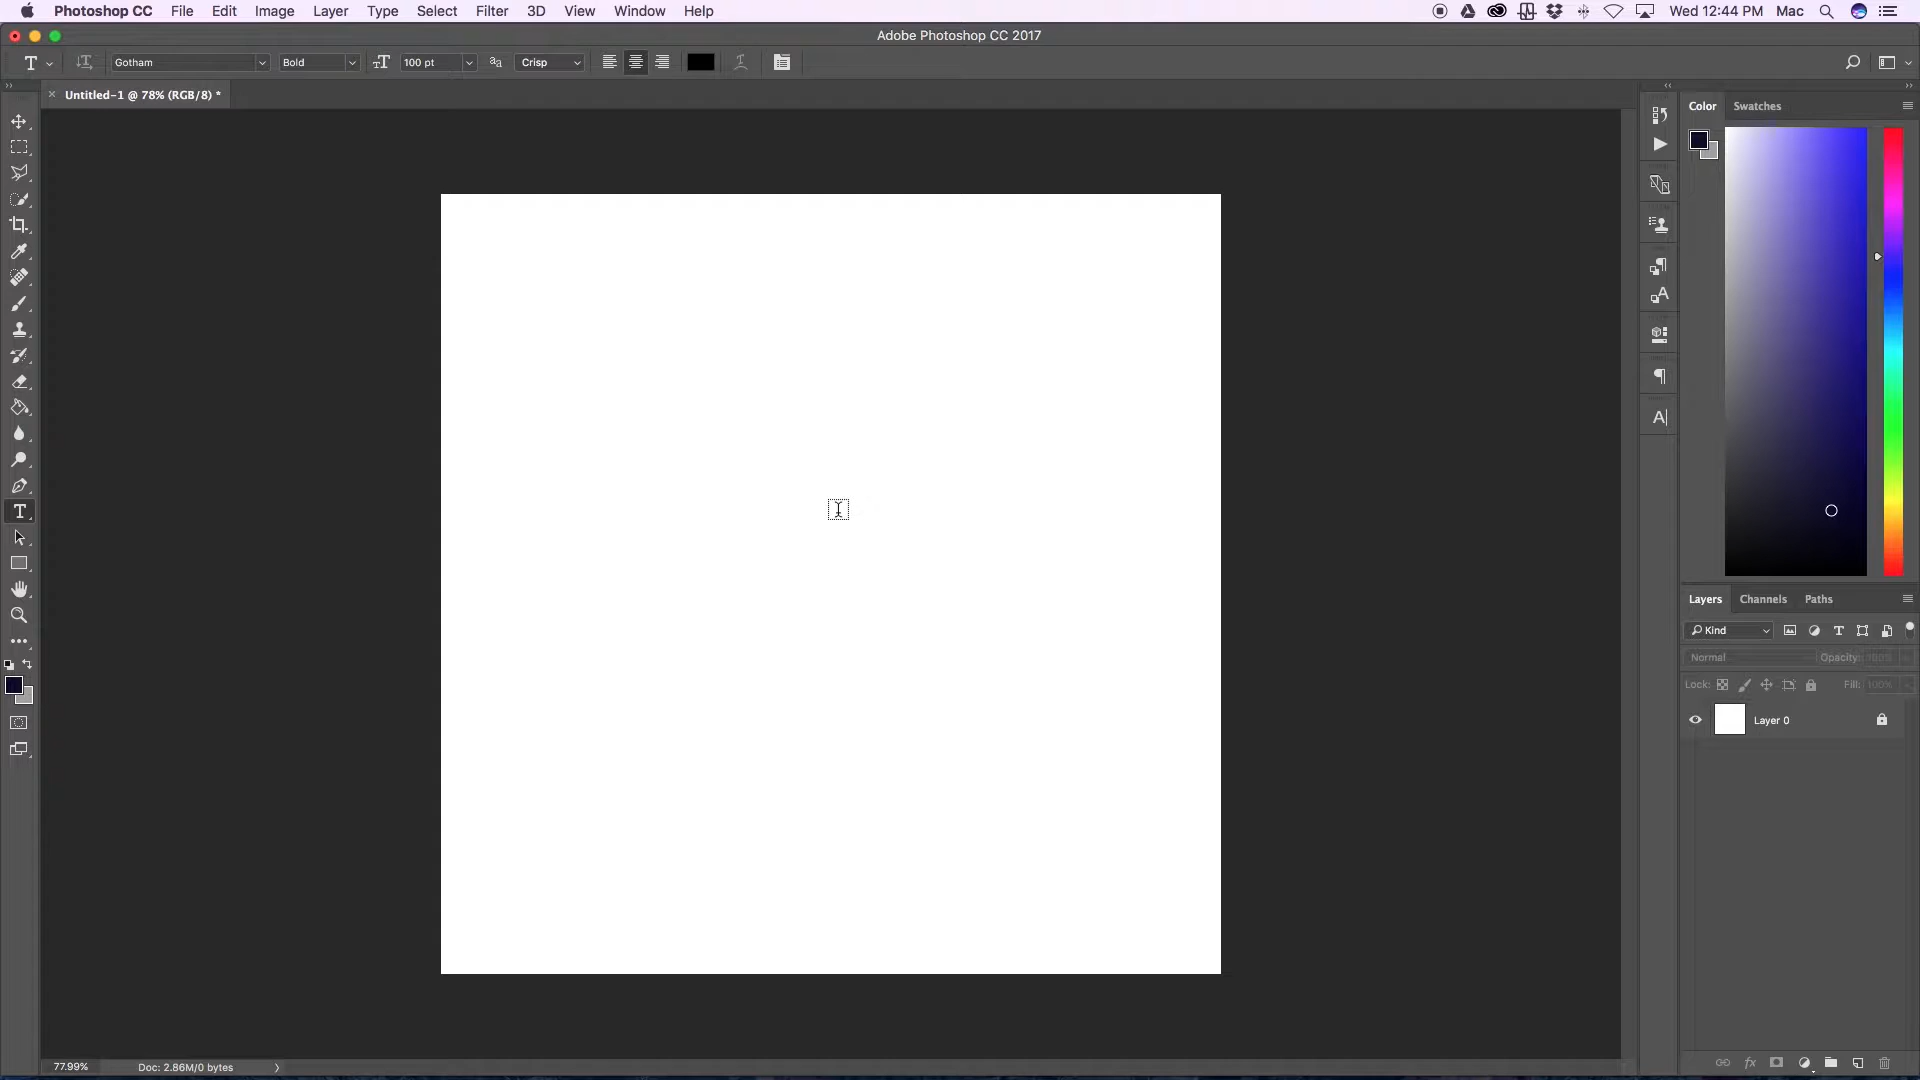 Photoshop CC File Edit Image Layer Type Select Filter 3D View Window Help Wed 12:44 PM Mac
Adobe Photoshop CC 2017
T Gotham Bold 100 pt Crisp
Untitled-1 @ 78% (RGB/8) *
Color Swatches
Layers Channels Paths
Kind
Normal Opacity: 100%
Lock: Fill: 100%
Layer 0
77.99% Doc: 2.86M/0 bytes